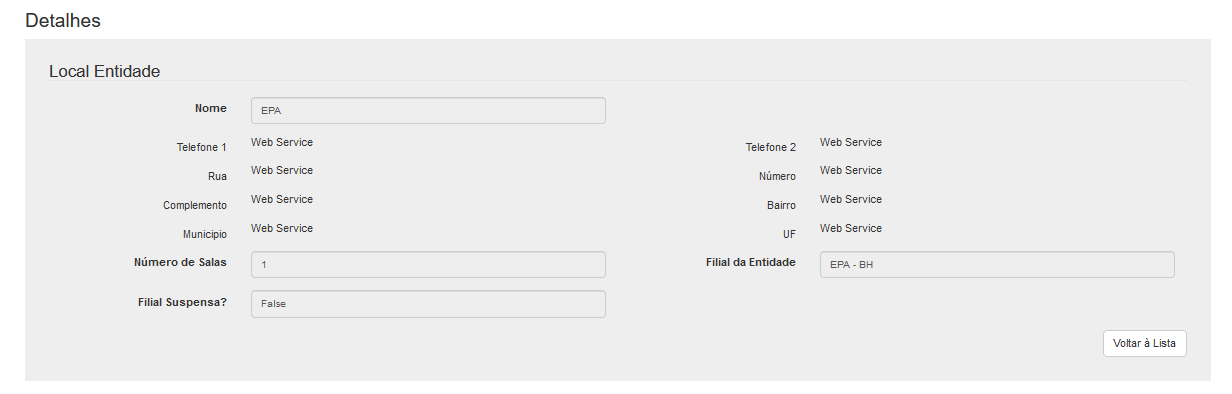 Detalhes
Local Entidade
Nome EPA
Telefone 1 Web Service Telefone 2 Web Service
Rua Web Service Número Web Service
Complemento Web Service Bairro Web Service
Municipio Web Service UF Web Service
Número de Salas 1 Filial da Entidade EPA - BH
Filial Suspensa? False
Voltar à Lista